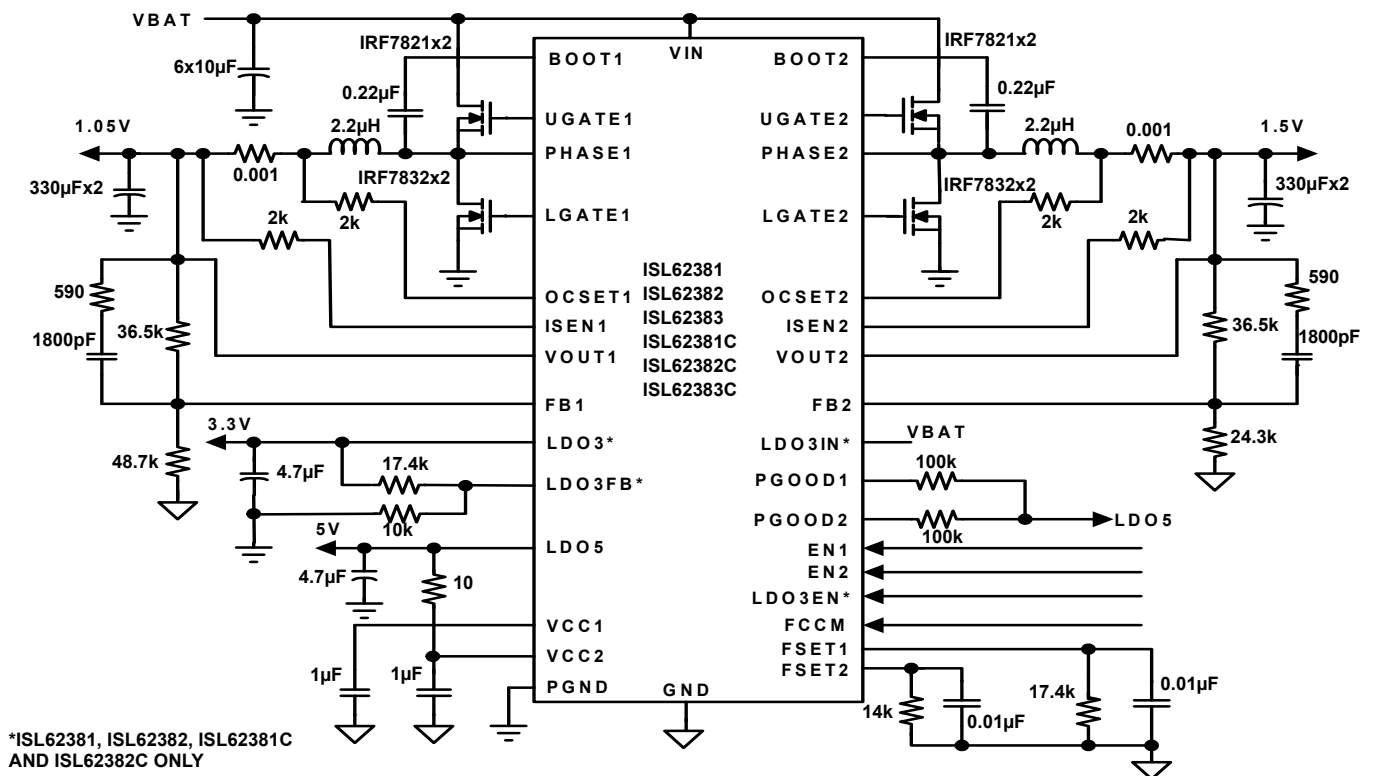 VBAT
IRF7821x2
VIN
IRF7821x2
6x10µF
BOOT1
BOOT2
0.22µF
0.22µF
UGATE1
UGATE2
1.05V
2.2µH
2.2µH
0.001
1.5V
PHASE1
PHASE2
0.001
IRF7832x2
IRF7832x2
330µFx2
330µFx2
2k
2k
LGATE1
LGATE2
2k
2k
ISL62381
ISL62382
ISL62383
ISL62381C
ISL62382C
ISL62383C
590
590
OCSET1
OCSET2
ISEN1
ISEN2
1800pF
36.5k
36.5k
1800pF
VOUT1
VOUT2
FB1
FB2
3.3V
LDO3*
LDO3IN*
VBAT
24.3k
48.7k
4.7µF
17.4k
LDO3FB*
PGOOD1
100k
10k
PGOOD2
100k
LDO5
5V
LDO5
EN1
4.7µF
10
EN2
LDO3EN*
VCC1
FCCM
FSET1
VCC2
FSET2
1µF
1µF
PGND
GND
14k
0.01µF
17.4k
0.01µF
*ISL62381, ISL62382, ISL62381C
AND ISL62382C ONLY